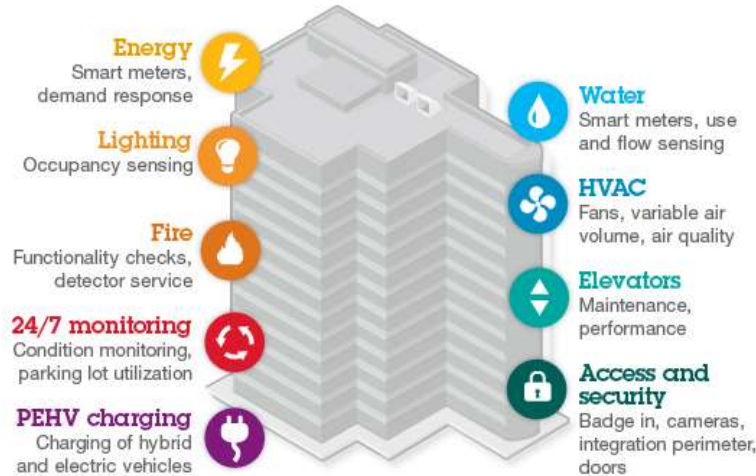 Energy
Smart meters,
demand response
Lighting
Occupancy sensing
Fire
Functionality checks,
detector service
24/7 monitoring
Condition monitoring,
parking lot utilization
PEHV charging
Charging of hybrid
and electric vehicles
Water
Smart meters, use
and flow sensing
HVAC
Fans, variable air
volume, air quality
Elevators
Maintenance,
performance
Access and
security
Badge in, cameras,
integration perimeter,
doors